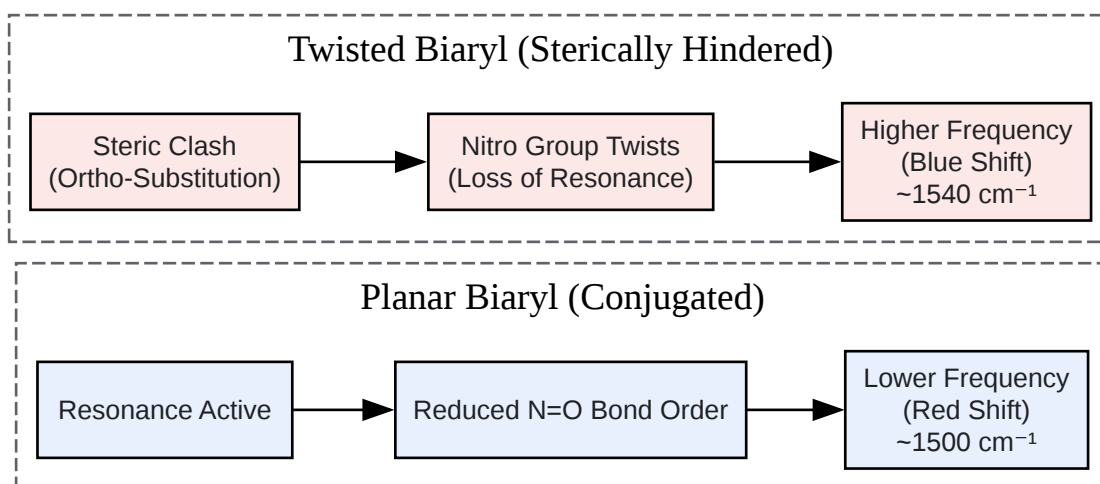 Twisted Biaryl (Sterically Hindered)
Steric Clash
(Ortho-Substitution)
Nitro Group Twists
(Loss of Resonance)
Higher Frequency
(Blue Shift)
~1540 cm⁻¹
Planar Biaryl (Conjugated)
Resonance Active
Reduced N=O Bond Order
Lower Frequency
(Red Shift)
~1500 cm⁻¹